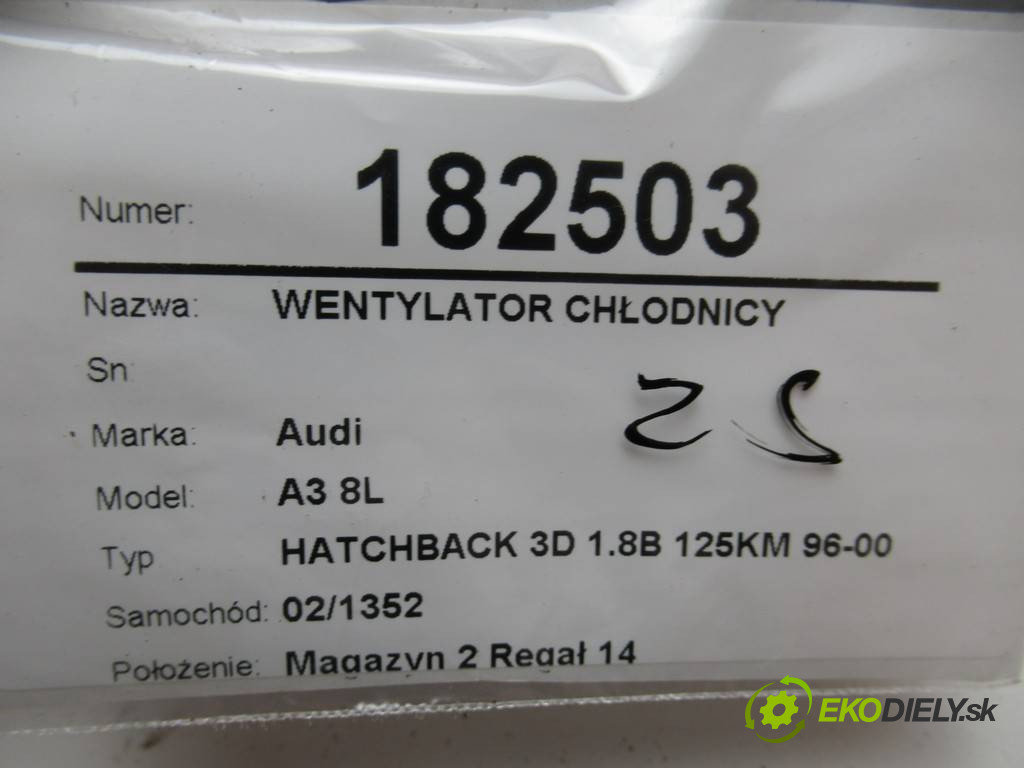 Numer: 182503
Nazwa: WENTYLATOR CHŁODNICY
Sn
Marka: Audi
Model: A3 8L
Typ HATCHBACK 3D 1.8B 125KM 96-00
Samochód: 02/1352
Położenie: Magazyn 2 Regał 14
EKODIELY.sk